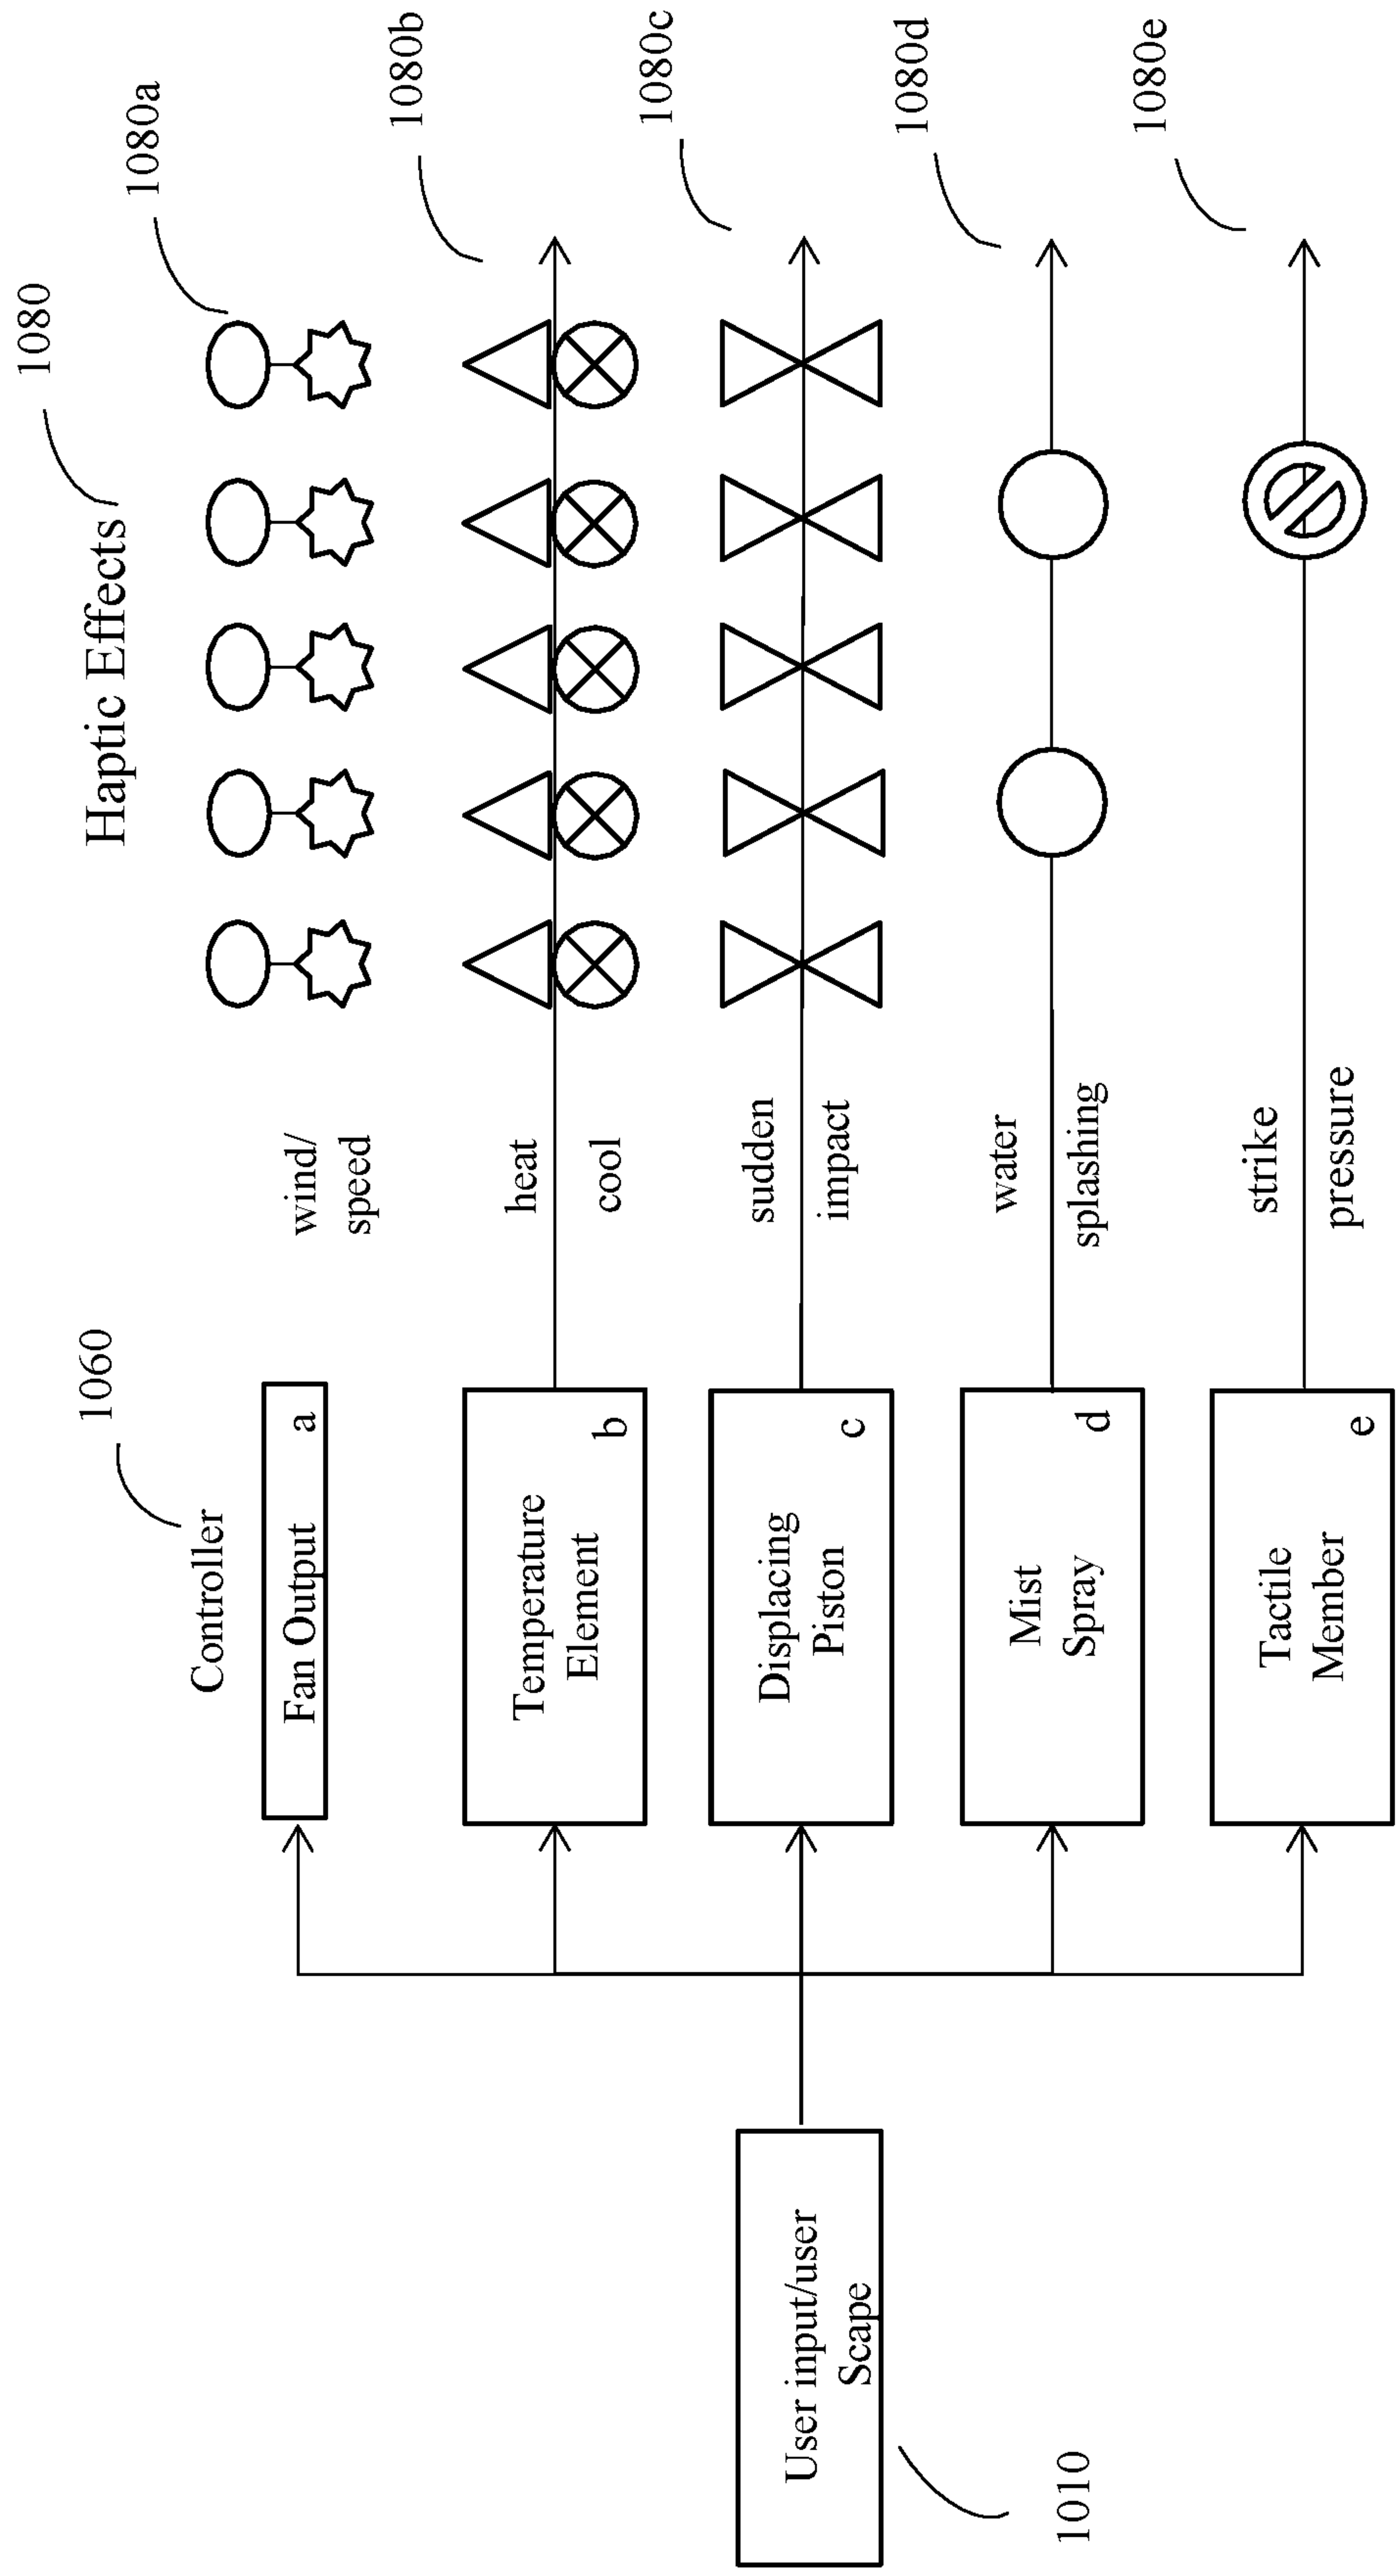 1080
Haptic Effects
1080a
1080b
1080c
1080d
1080e
1060
Controller
Fan Output a
wind/
speed
Temperature
Element
b
heat
cool
Displacing
Piston
c
sudden
impact
Mist
Spray
d
water
splashing
Tactile
Member
e
strike
pressure
User input/user
Scape
1010